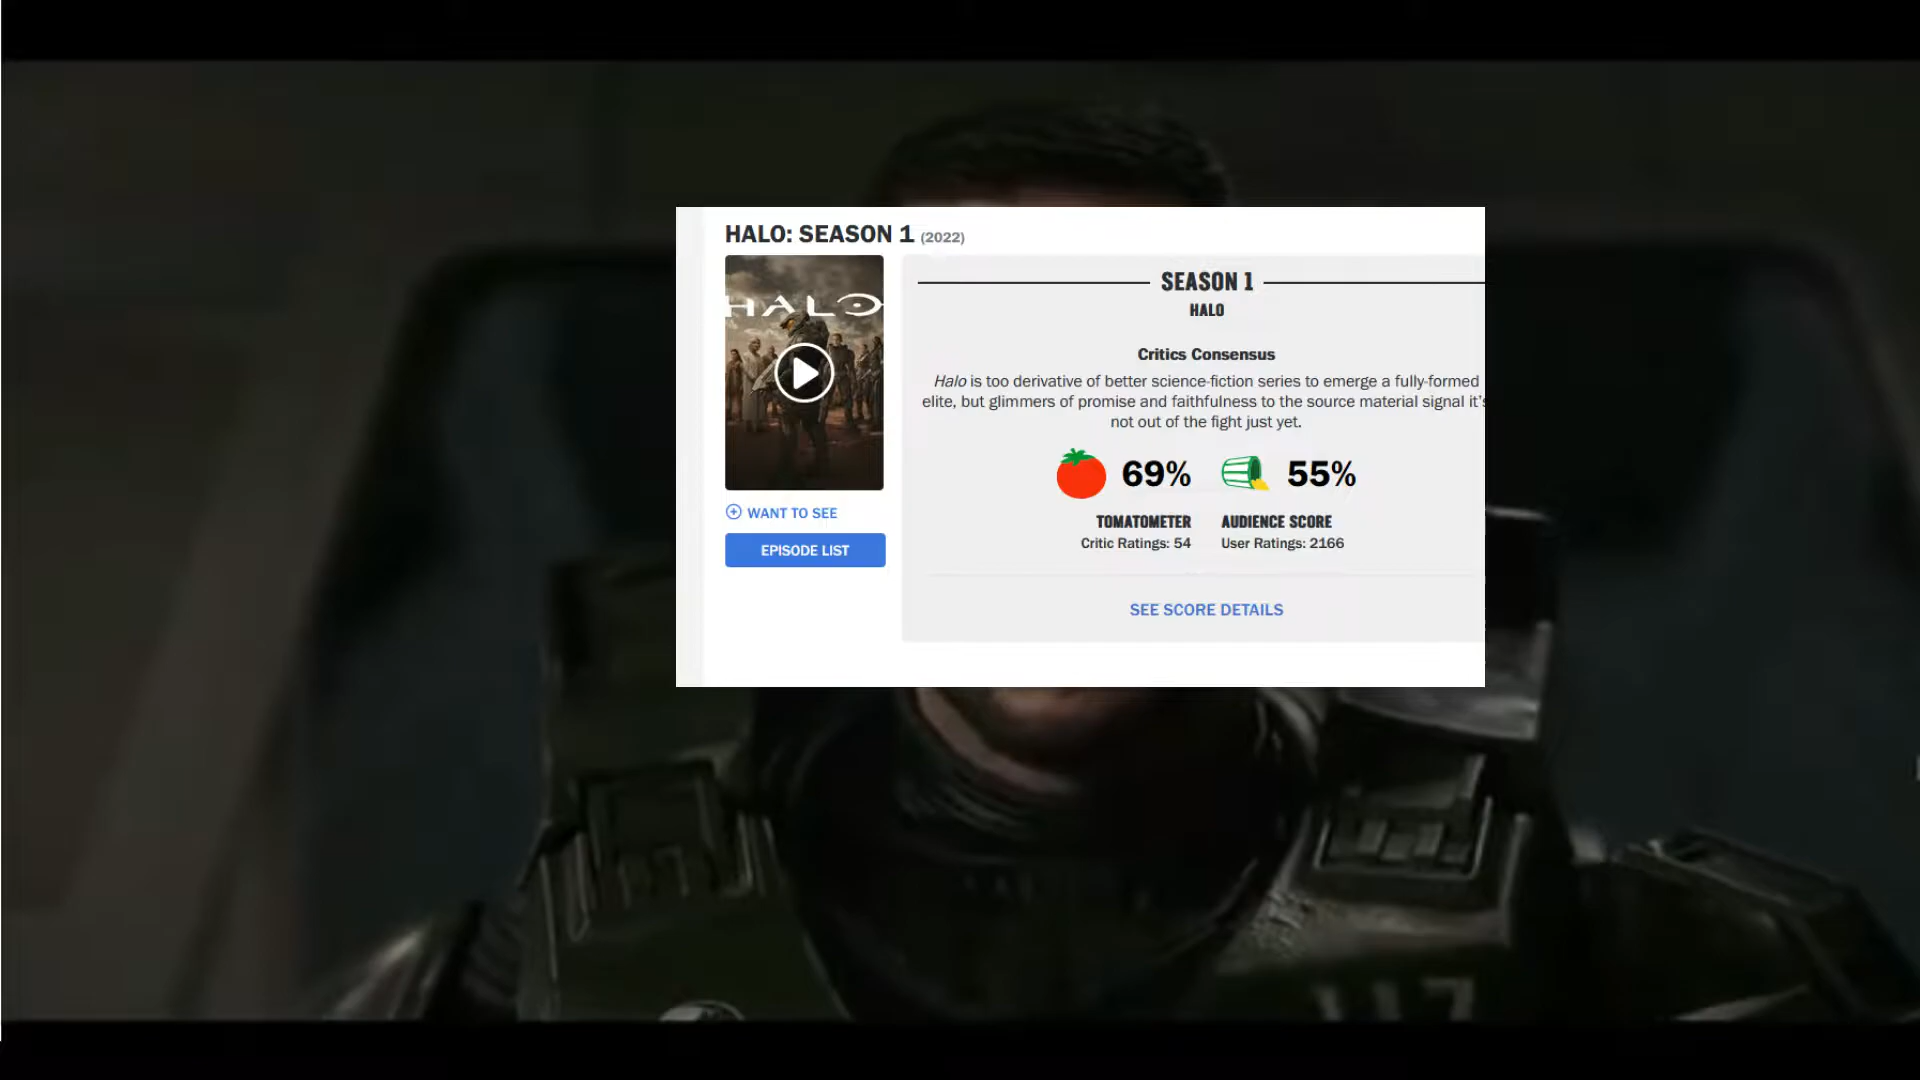 HALO: SEASON 1 (2022)
HALO
WANT TO SEE
EPISODE LIST
SEASON 1
HALO
Critics Consensus
Halo is too derivative of better science-fiction series to emerge a fully-formed
elite, but glimmers of promise and faithfulness to the source material signal it's
not out of the fight just yet.
69%
55%
TOMATOMETER
AUDIENCE SCORE
Critic Ratings: 54
User Ratings: 2166
SEE SCORE DETAILS
117